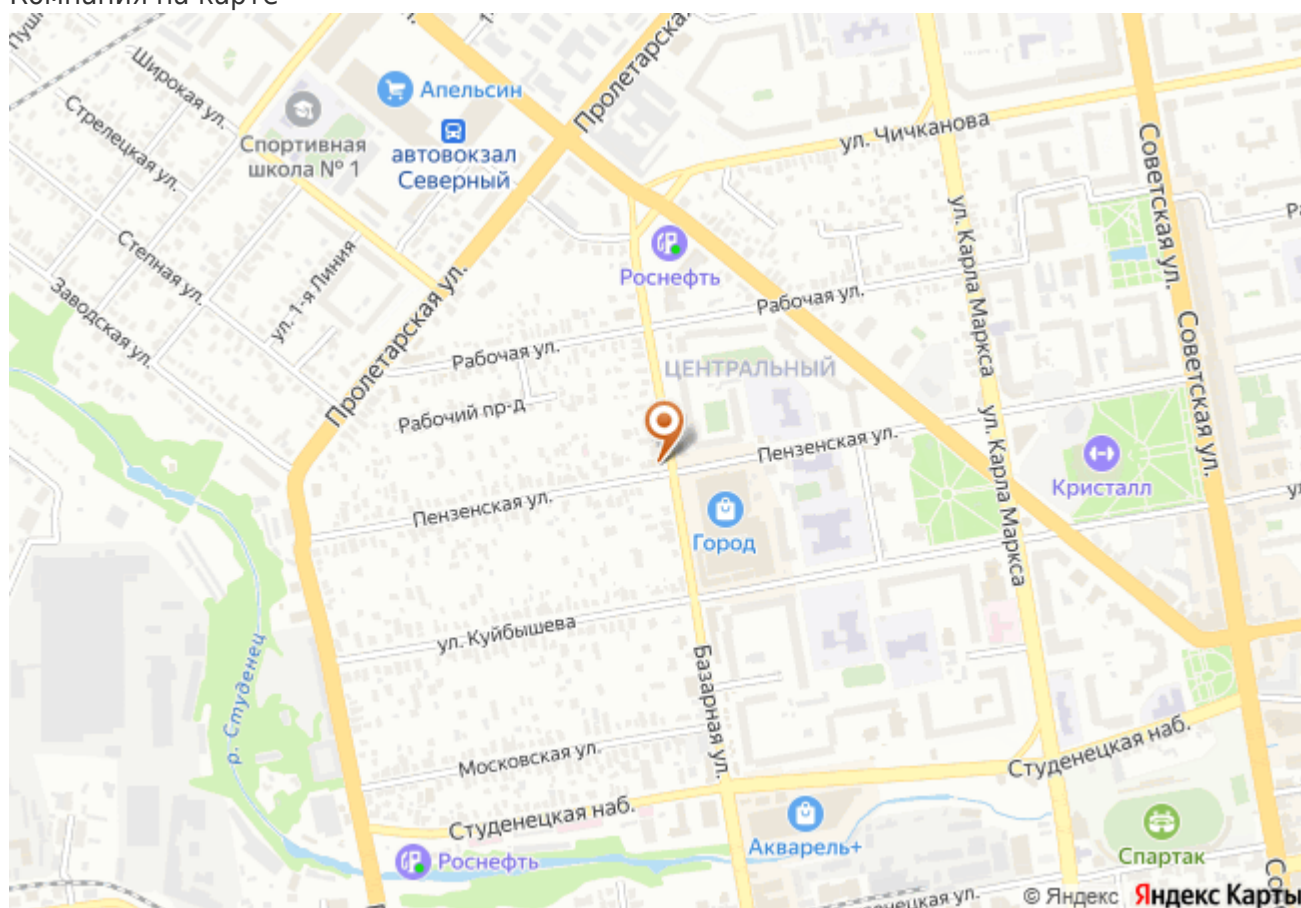 Компания на карте
Пролетарская
Широкая ул.
Апельсин
Стрелецкая ул.
Спортивная
школа № 1
автовокзал
Северный
ул. Чичканова
Советская ул.
ул. Карла Маркса
Степная ул.
ул. 1-я Линия
Роснефть
Заводская ул.
Пролетарская ул.
Рабочая ул.
Рабочая ул.
Советская ул.
ЦЕНТРАЛЬНЫЙ
Рабочий пр-д
ул. Карла Маркса
Пензенская ул.
Кристалл
Пензенская ул.
Город
ул. Куйбышева
р. Студенец
Базарная ул.
Московская ул.
Студенецкая наб.
Студенецкая наб.
Акварель+
Спартак
Роснефть
© Яндекс Яндекс Карты